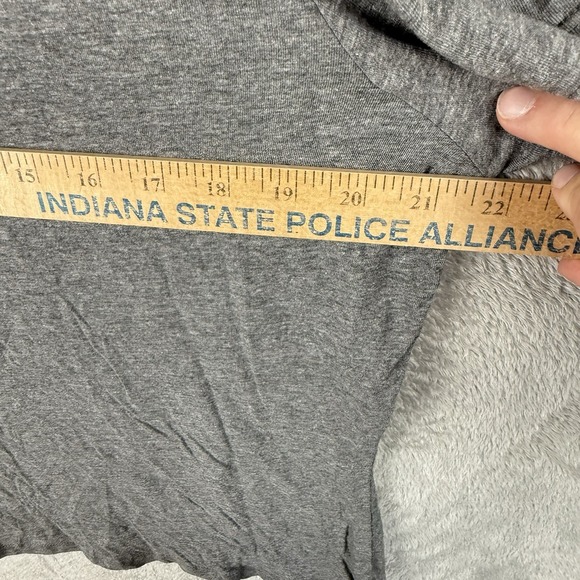 15 16 17 18 19 20 21 22
INDIANA STATE POLICE ALLIANCE